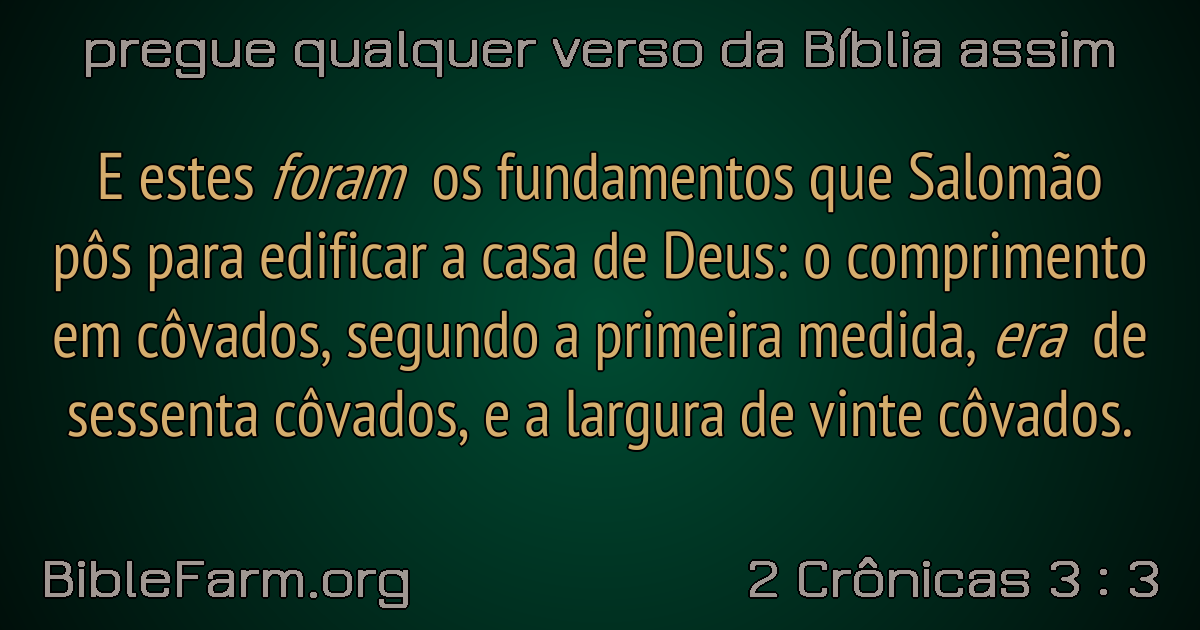 pregue qualquer verso da Bíblia assim
E estes foram os fundamentos que Salomão
pôs para edificar a casa de Deus: o comprimento
em côvados, segundo a primeira medida, era de
sessenta côvados, e a largura de vinte côvados.
BibleFarm.org
2 Crônicas 3 : 3